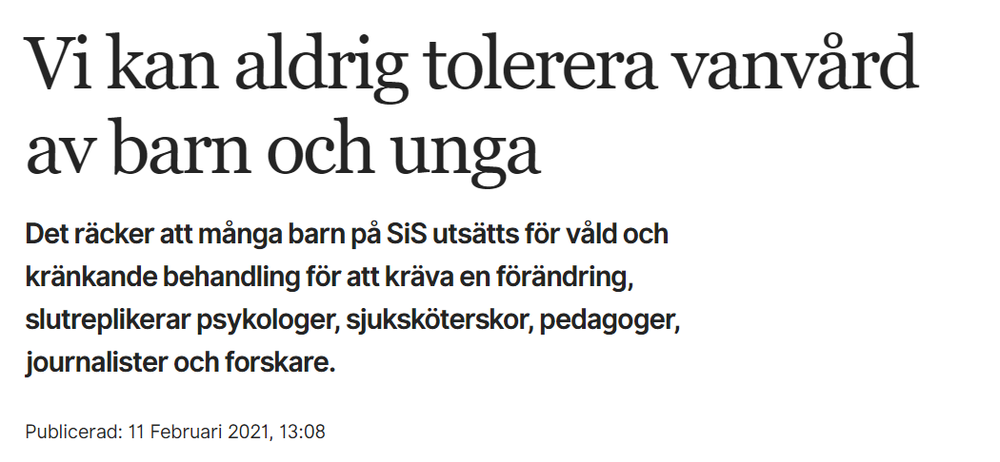 Vi kan aldrig tolerera vanvård
av barn och unga
Det räcker att många barn på SiS utsätts för våld och
kränkande behandling för att kräva en förändring,
slutreplikerar psykologer, sjuksköterskor, pedagoger,
journalister och forskare.
Publicerad: 11 Februari 2021, 13:08